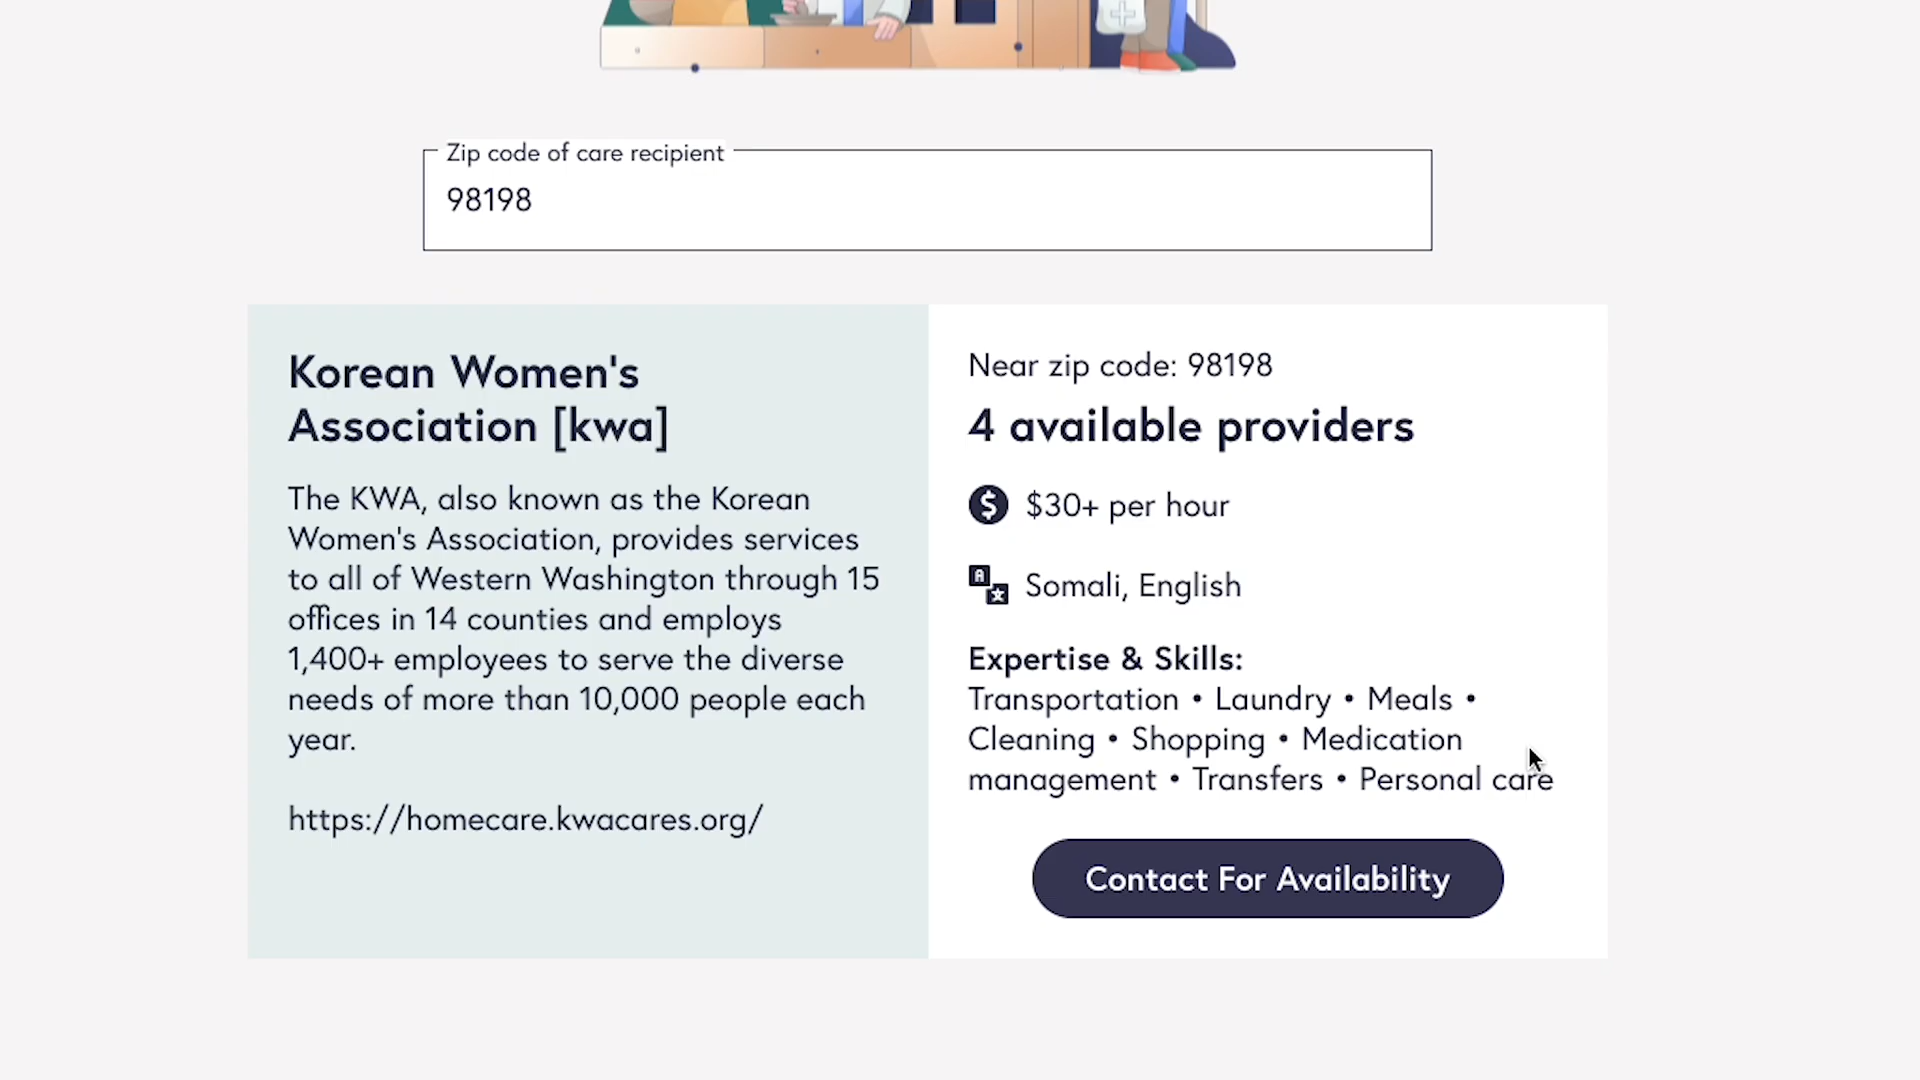 Zip code of care recipient
98198
Korean Women's
Association [kwa]
The KWA, also known as the Korean
Women's Association, provides services
to all of Western Washington through 15
offices in 14 counties and employs
1,400+ employees to serve the diverse
needs of more than 10,000 people each
year.
https://homecare.kwacares.org/
Near zip code: 98198
4 available providers
$30+ per hour
Somali, English
Expertise & Skills:
Transportation • Laundry • Meals •
Cleaning • Shopping • Medication
management • Transfers • Personal care
Contact For Availability